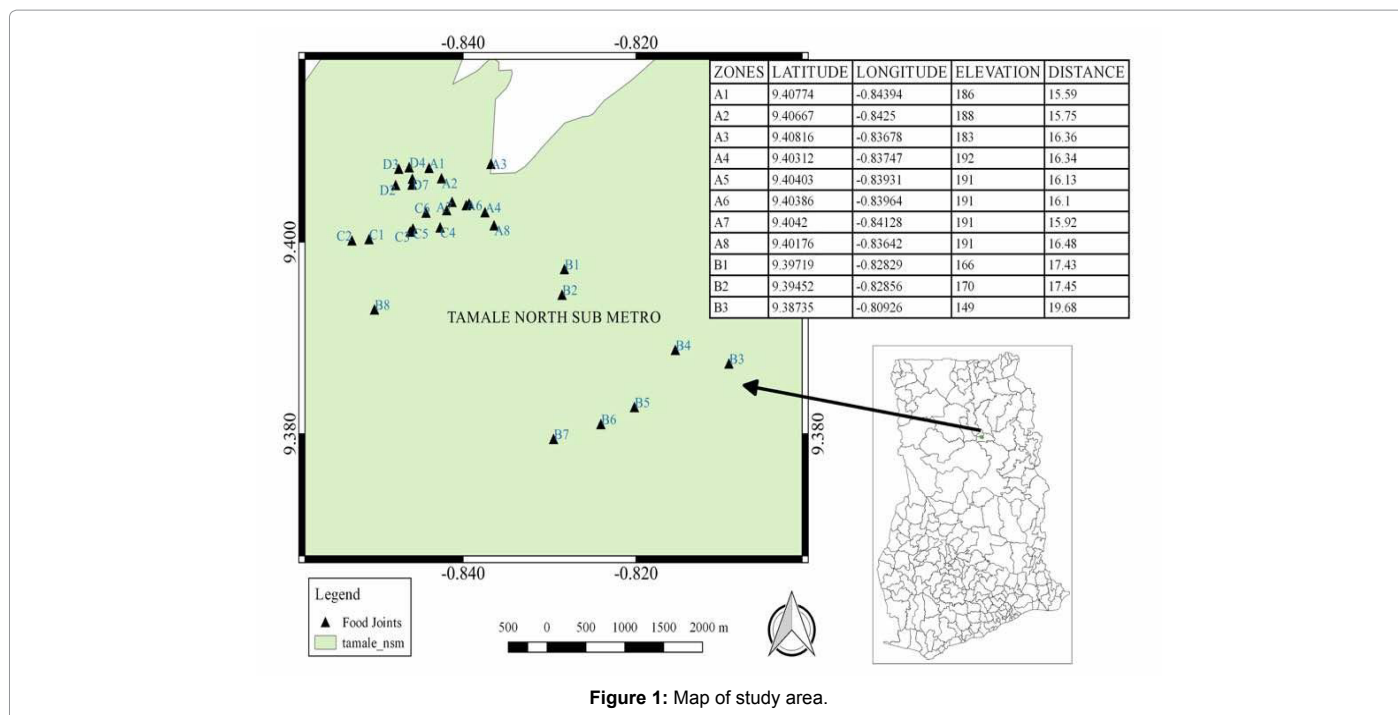 -0.840 -0.820
ZONES LATITUDE LONGITUDE ELEVATION DISTANCE
A1 9.40774 -0.84394 186 15.59
A2 9.40667 -0.8425 188 15.75
A3 9.40816 -0.83678 183 16.36
A4 9.40312 -0.83747 192 16.34
A5 9.40403 -0.83931 191 16.13
A6 9.40386 -0.83964 191 16.1
A7 9.4042 -0.84128 191 15.92
A8 9.40176 -0.83642 191 16.48
B1 9.39719 -0.82829 166 17.43
B2 9.39452 -0.82856 170 17.45
B3 9.38735 -0.80926 149 19.68
D3 D4 A1 A3
D2 D7 A2
C6 A6 A4
C2 C1 C3 C5 C4 A8
9.400
B1
B2
B8
TAMALE NORTH SUB METRO
B4
B3
B5
B6
B7
9.380 9.380
-0.840 -0.820
Legend
Food Joints
tamale_nsm
500 0 500 1000 1500 2000 m
Figure 1: Map of study area.